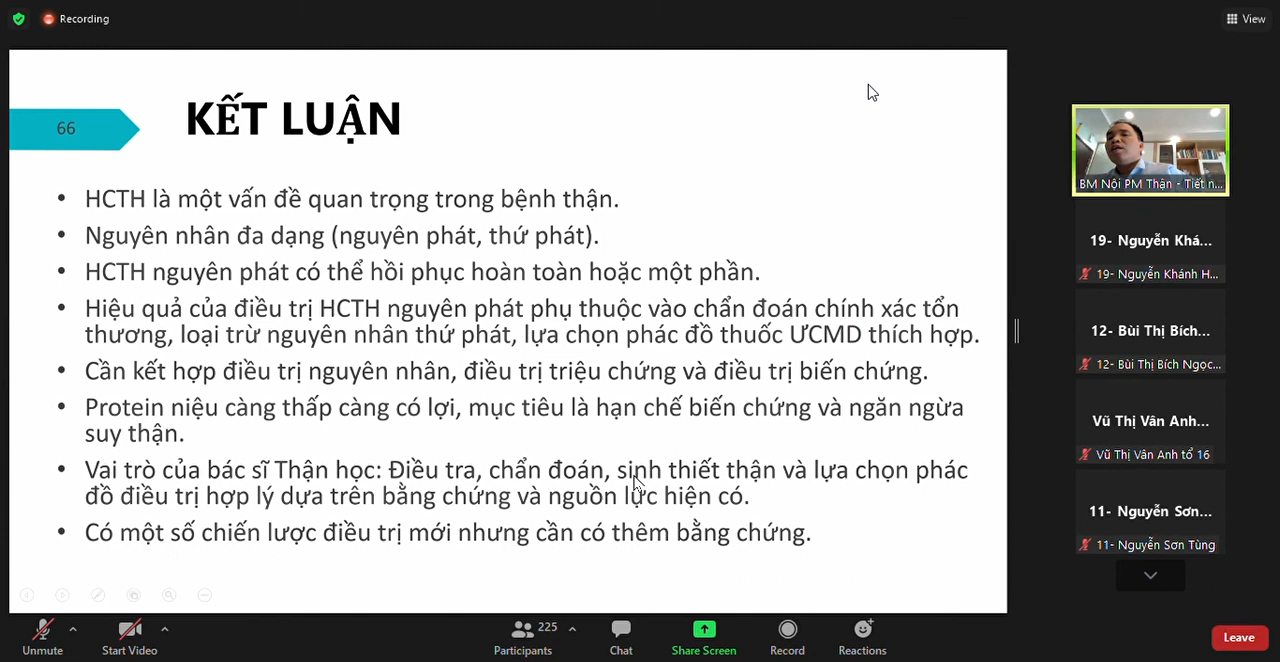 Recording
View
66
KẾT LUẬN
• HCTH là một vấn đề quan trọng trong bệnh thận.
• Nguyên nhân đa dạng (nguyên phát, thứ phát).
• HCTH nguyên phát có thể hồi phục hoàn toàn hoặc một phần.
• Hiệu quả của điều trị HCTH nguyên phát phụ thuộc vào chẩn đoán chính xác tổn
thương, loại trừ nguyên nhân thứ phát, lựa chọn phác đồ thuốc ƯCMD thích hợp.
• Cần kết hợp điều trị nguyên nhân, điều trị triệu chứng và điều trị biến chứng.
• Protein niệu càng thấp càng có lợi, mục tiêu là hạn chế biến chứng và ngăn ngừa
suy thận.
• Vai trò của bác sĩ Thận học: Điều tra, chẩn đoán, sinh thiết thận và lựa chọn phác
đồ điều trị hợp lý dựa trên bằng chứng và nguồn lực hiện có.
• Có một số chiến lược điều trị mới nhưng cần có thêm bằng chứng.
BM Nội PM Thận - Tiết n...
19- Nguyễn Khá...
19- Nguyễn Khánh H...
12- Bùi Thị Bích...
12- Bùi Thị Bích Ngọc...
Vũ Thị Vân Anh...
Vũ Thị Vân Anh tổ 16
11- Nguyễn Sơn...
11- Nguyễn Sơn Tùng
Unmute
Start Video
Participants
225
Chat
Share Screen
Record
Reactions
Leave